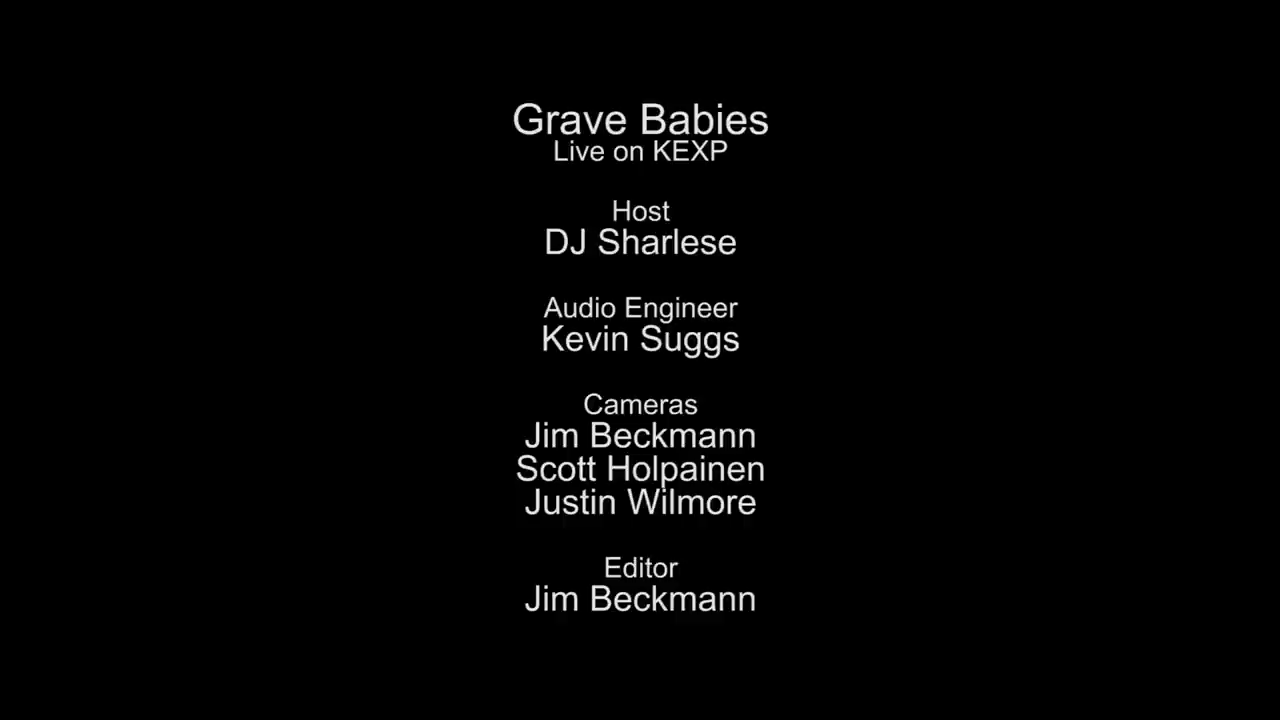 Grave Babies
Live on KEXP
Host
DJ Sharlese
Audio Engineer
Kevin Suggs
Cameras
Jim Beckmann
Scott Holpainen
Justin Wilmore
Editor
Jim Beckmann